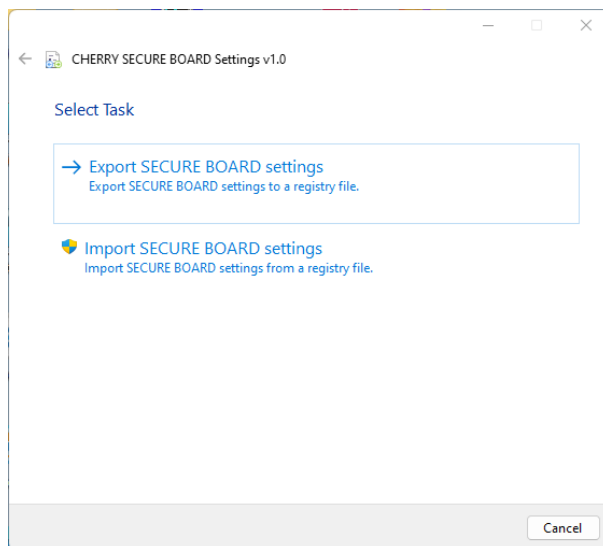 CHERRY SECURE BOARD Settings v1.0
Select Task
Export SECURE BOARD settings
Export SECURE BOARD settings to a registry file.
Import SECURE BOARD settings
Import SECURE BOARD settings from a registry file.
Cancel